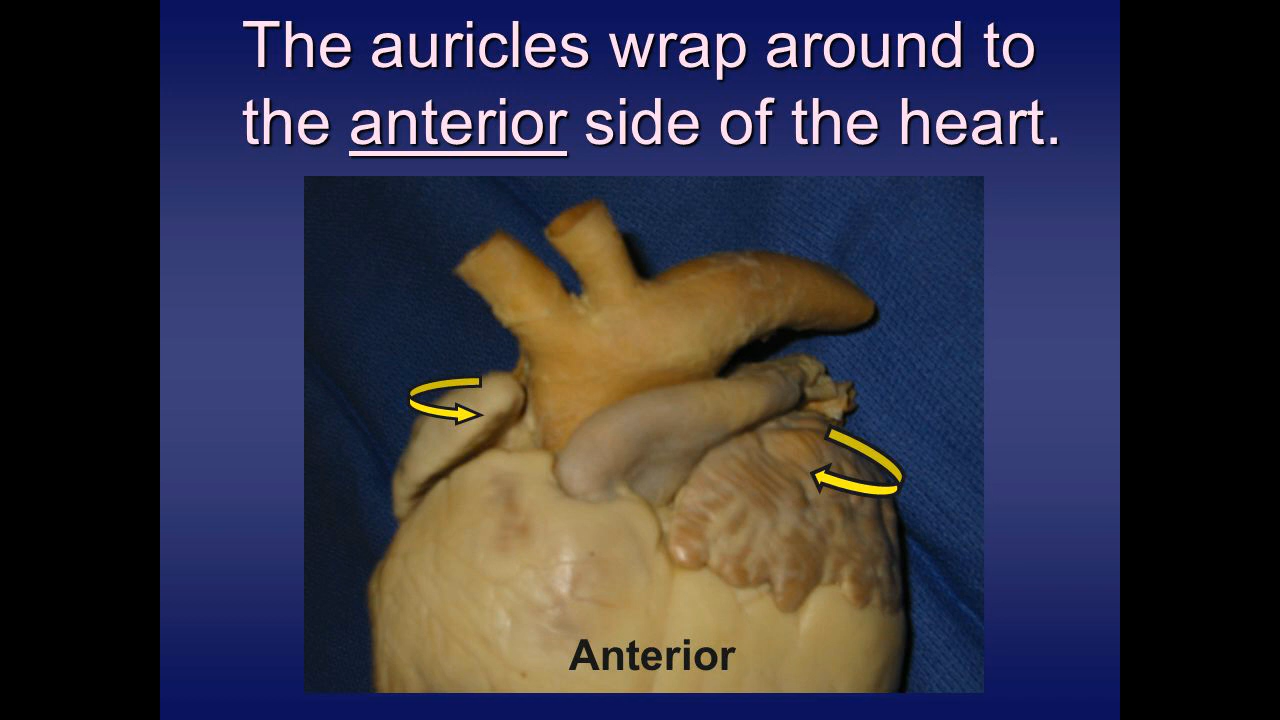 The auricles wrap around to
the anterior side of the heart.
Anterior